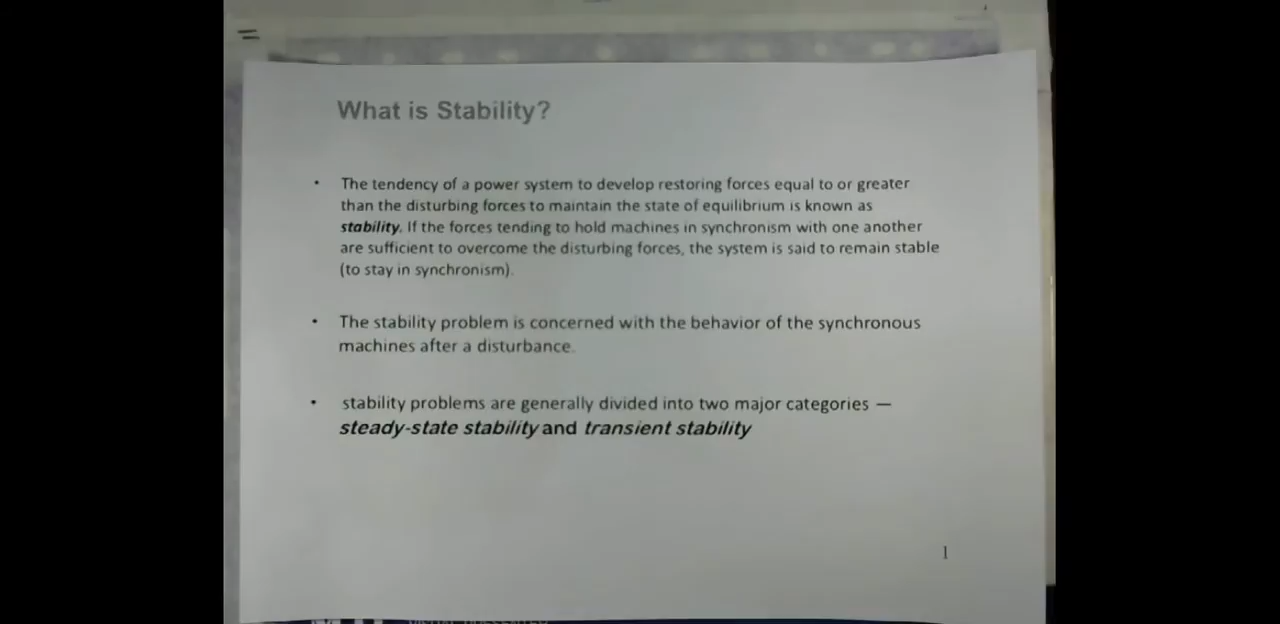 What is Stability?
• The tendency of a power system to develop restoring forces equal to or greater
than the disturbing forces to maintain the state of equilibrium is known as
stability. If the forces tending to hold machines in synchronism with one another
are sufficient to overcome the disturbing forces, the system is said to remain stable
(to stay in synchronism).
• The stability problem is concerned with the behavior of the synchronous
machines after a disturbance.
• stability problems are generally divided into two major categories —
steady-state stability and transient stability
1